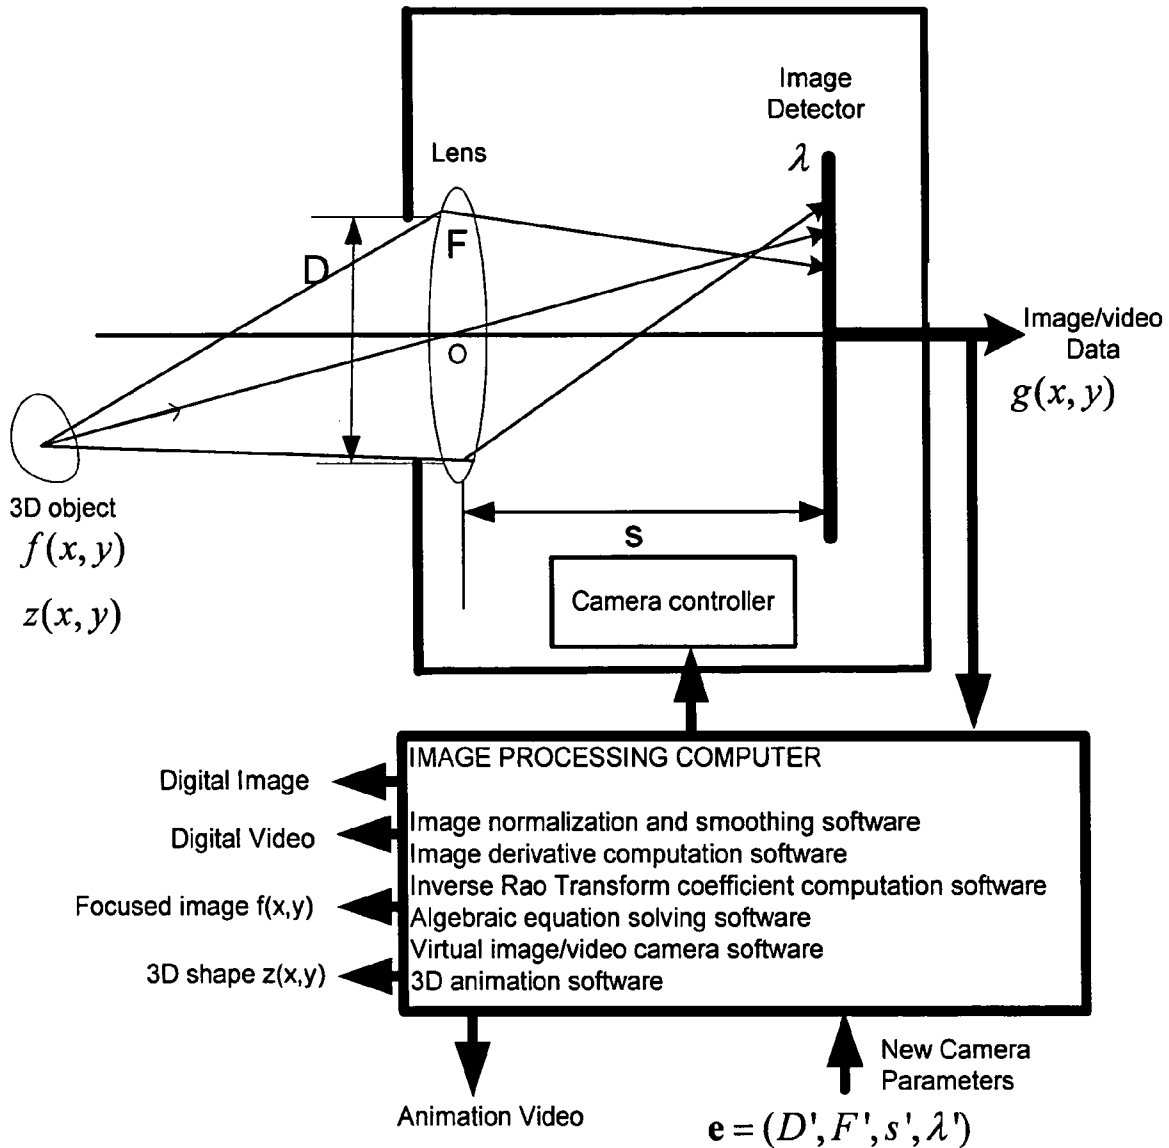 Image
Detector
λ
Lens
F
D
O
Image/video
Data
g(x, y)
3D object
f(x, y)
z(x, y)
s
Camera controller
IMAGE PROCESSING COMPUTER
Image normalization and smoothing software
Image derivative computation software
Inverse Rao Transform coefficient computation software
Algebraic equation solving software
Virtual image/video camera software
3D animation software
Digital Image
Digital Video
Focused image f(x,y)
3D shape z(x,y)
Animation Video
New Camera
Parameters
e = (D', F', s', λ')